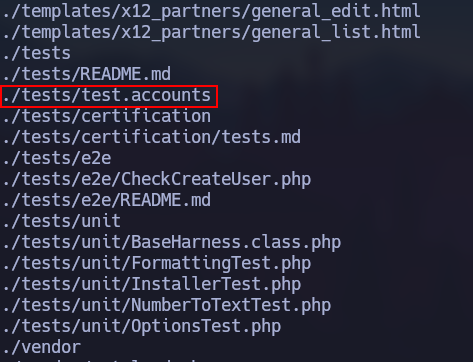 ./templates/x12_partners/general_edit.html
./templates/x12_partners/general_list.html
./tests
./tests/README.md
./tests/test.accounts
./tests/certification
./tests/certification/tests.md
./tests/e2e
./tests/e2e/CheckCreateUser.php
./tests/e2e/README.md
./tests/unit
./tests/unit/BaseHarness.class.php
./tests/unit/FormattingTest.php
./tests/unit/InstallerTest.php
./tests/unit/NumberToTextTest.php
./tests/unit/OptionsTest.php
./vendor